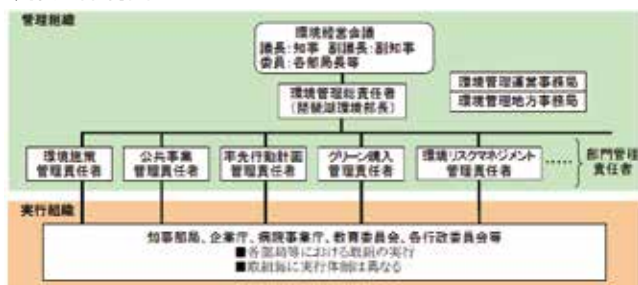 管理組織
環境経営会議
議長:知事 副議長:副知事
委員:各部局長等
環境管理総責任者
(琵琶湖環境部長)
環境管理運営事務局
環境管理地方事務局
環境施策
管理責任者
公共事業
管理責任者
率先行動計画
管理責任者
グリーン購入
管理責任者
環境リスクマネジメント
管理責任者
……
部門管理
責任者
実行組織
知事部局、企業庁、病院事業庁、教育委員会、各行政委員会等
■各部局等における取組の実行
■取組毎に実行体制は異なる